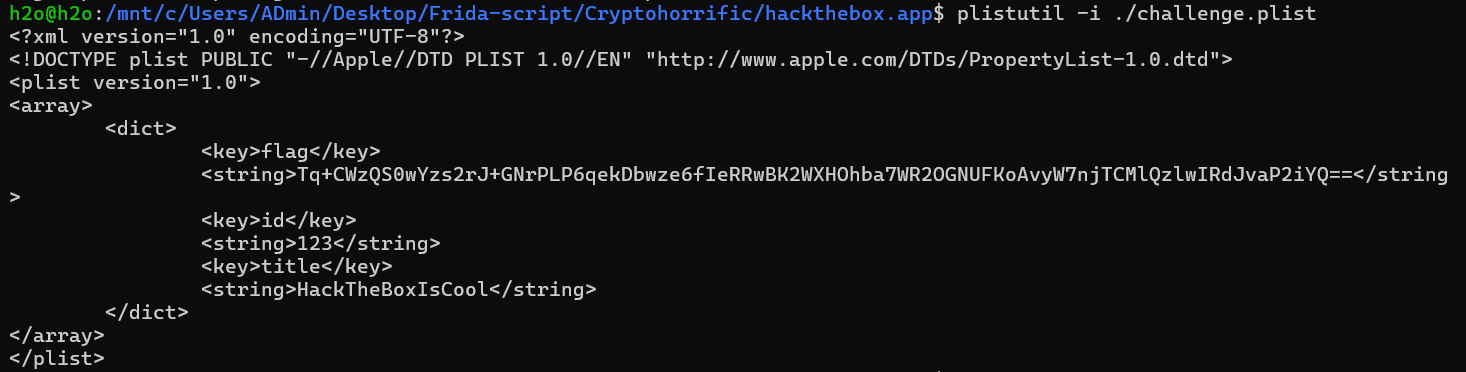 h2o@h2o:/mnt/c/Users/ADmin/Desktop/Frida-script/Cryptohorrific/hackthebox.app$ plistutil -i ./challenge.plist
<?xml version="1.0" encoding="UTF-8"?>
<!DOCTYPE plist PUBLIC "-//Apple//DTD PLIST 1.0//EN" "http://www.apple.com/DTDs/PropertyList-1.0.dtd">
<plist version="1.0">
<array>
        <dict>
                <key>flag</key>
                <string>Tq+CWzQS0wYzs2rJ+GNrPLP6qekDbwze6fIeRRwBK2WXHOhba7WR2OGNUFKoAvyW7njTCMlQzlwIRdJvaP2iYQ==</string
>
                <key>id</key>
                <string>123</string>
                <key>title</key>
                <string>HackTheBoxIsCool</string>
        </dict>
</array>
</plist>